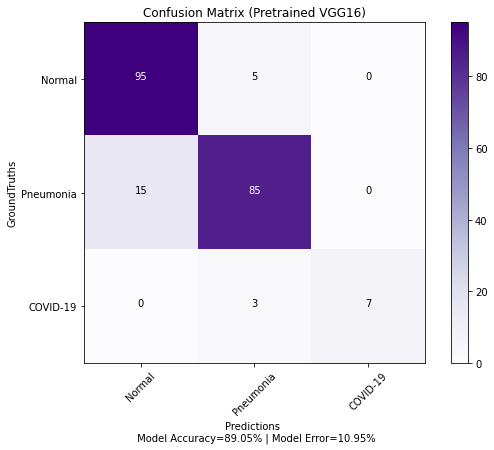 Confusion Matrix (Pretrained VGG16)
GroundTruths
Normal 95 5 0
Pneumonia 15 85 0
COVID-19 0 3 7
Normal Pneumonia COVID-19
Predictions
Model Accuracy=89.05% | Model Error=10.95%
80
60
40
20
0